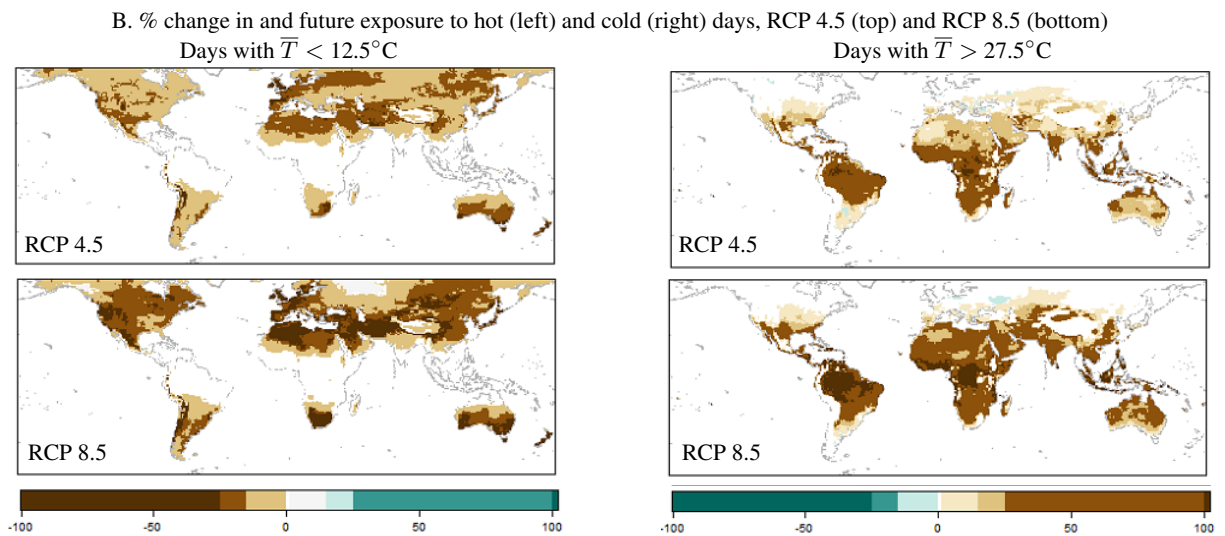 B. % change in and future exposure to hot (left) and cold (right) days, RCP 4.5 (top) and RCP 8.5 (bottom)
Days with T̅ < 12.5°C
Days with T̅ > 27.5°C
RCP 4.5
RCP 4.5
RCP 8.5
RCP 8.5
-100 -50 0 50 100
-100 -50 0 50 100